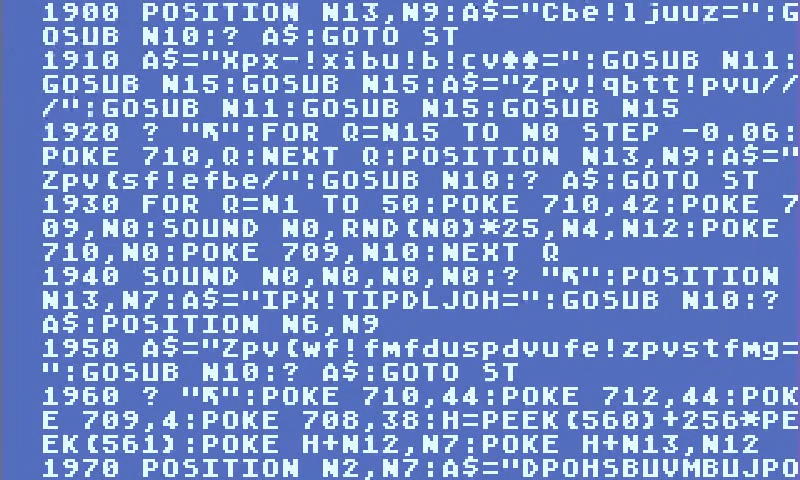 1900 POSITION N13,N9:A$="Cbe!ljuuz=":G
OSUB N10:? A$:GOTO ST
1910 A$="Xpx-!xibu!b!cv♠♠=":GOSUB N11:
GOSUB N15:GOSUB N15:A$="Zpv!qbtt!pvu//
/":GOSUB N11:GOSUB N15:GOSUB N15
1920 ? "↖":FOR Q=N15 TO N0 STEP -0.06:
POKE 710,Q:NEXT Q:POSITION N13,N9:A$="
Zpv(sf!efbe/":GOSUB N10:? A$:GOTO ST
1930 FOR Q=N1 TO 50:POKE 710,42:POKE 7
09,N0:SOUND N0,RND(N0)*25,N4,N12:POKE
710,N0:POKE 709,N10:NEXT Q
1940 SOUND N0,N0,N0,N0:? "↖":POSITION
N13,N7:A$="IPX!TIPDLJOH=":GOSUB N10:?
A$:POSITION N6,N9
1950 A$="Zpv(wf!fmfduspdvufe!zpvstfmg=
":GOSUB N10:? A$:GOTO ST
1960 ? "↖":POKE 710,44:POKE 712,44:POK
E 709,4:POKE 708,38:H=PEEK(560)+256*PE
EK(561):POKE H+N12,N7:POKE H+N13,N12
1970 POSITION N2,N7:A$="DPOHSBUVMBUJPO